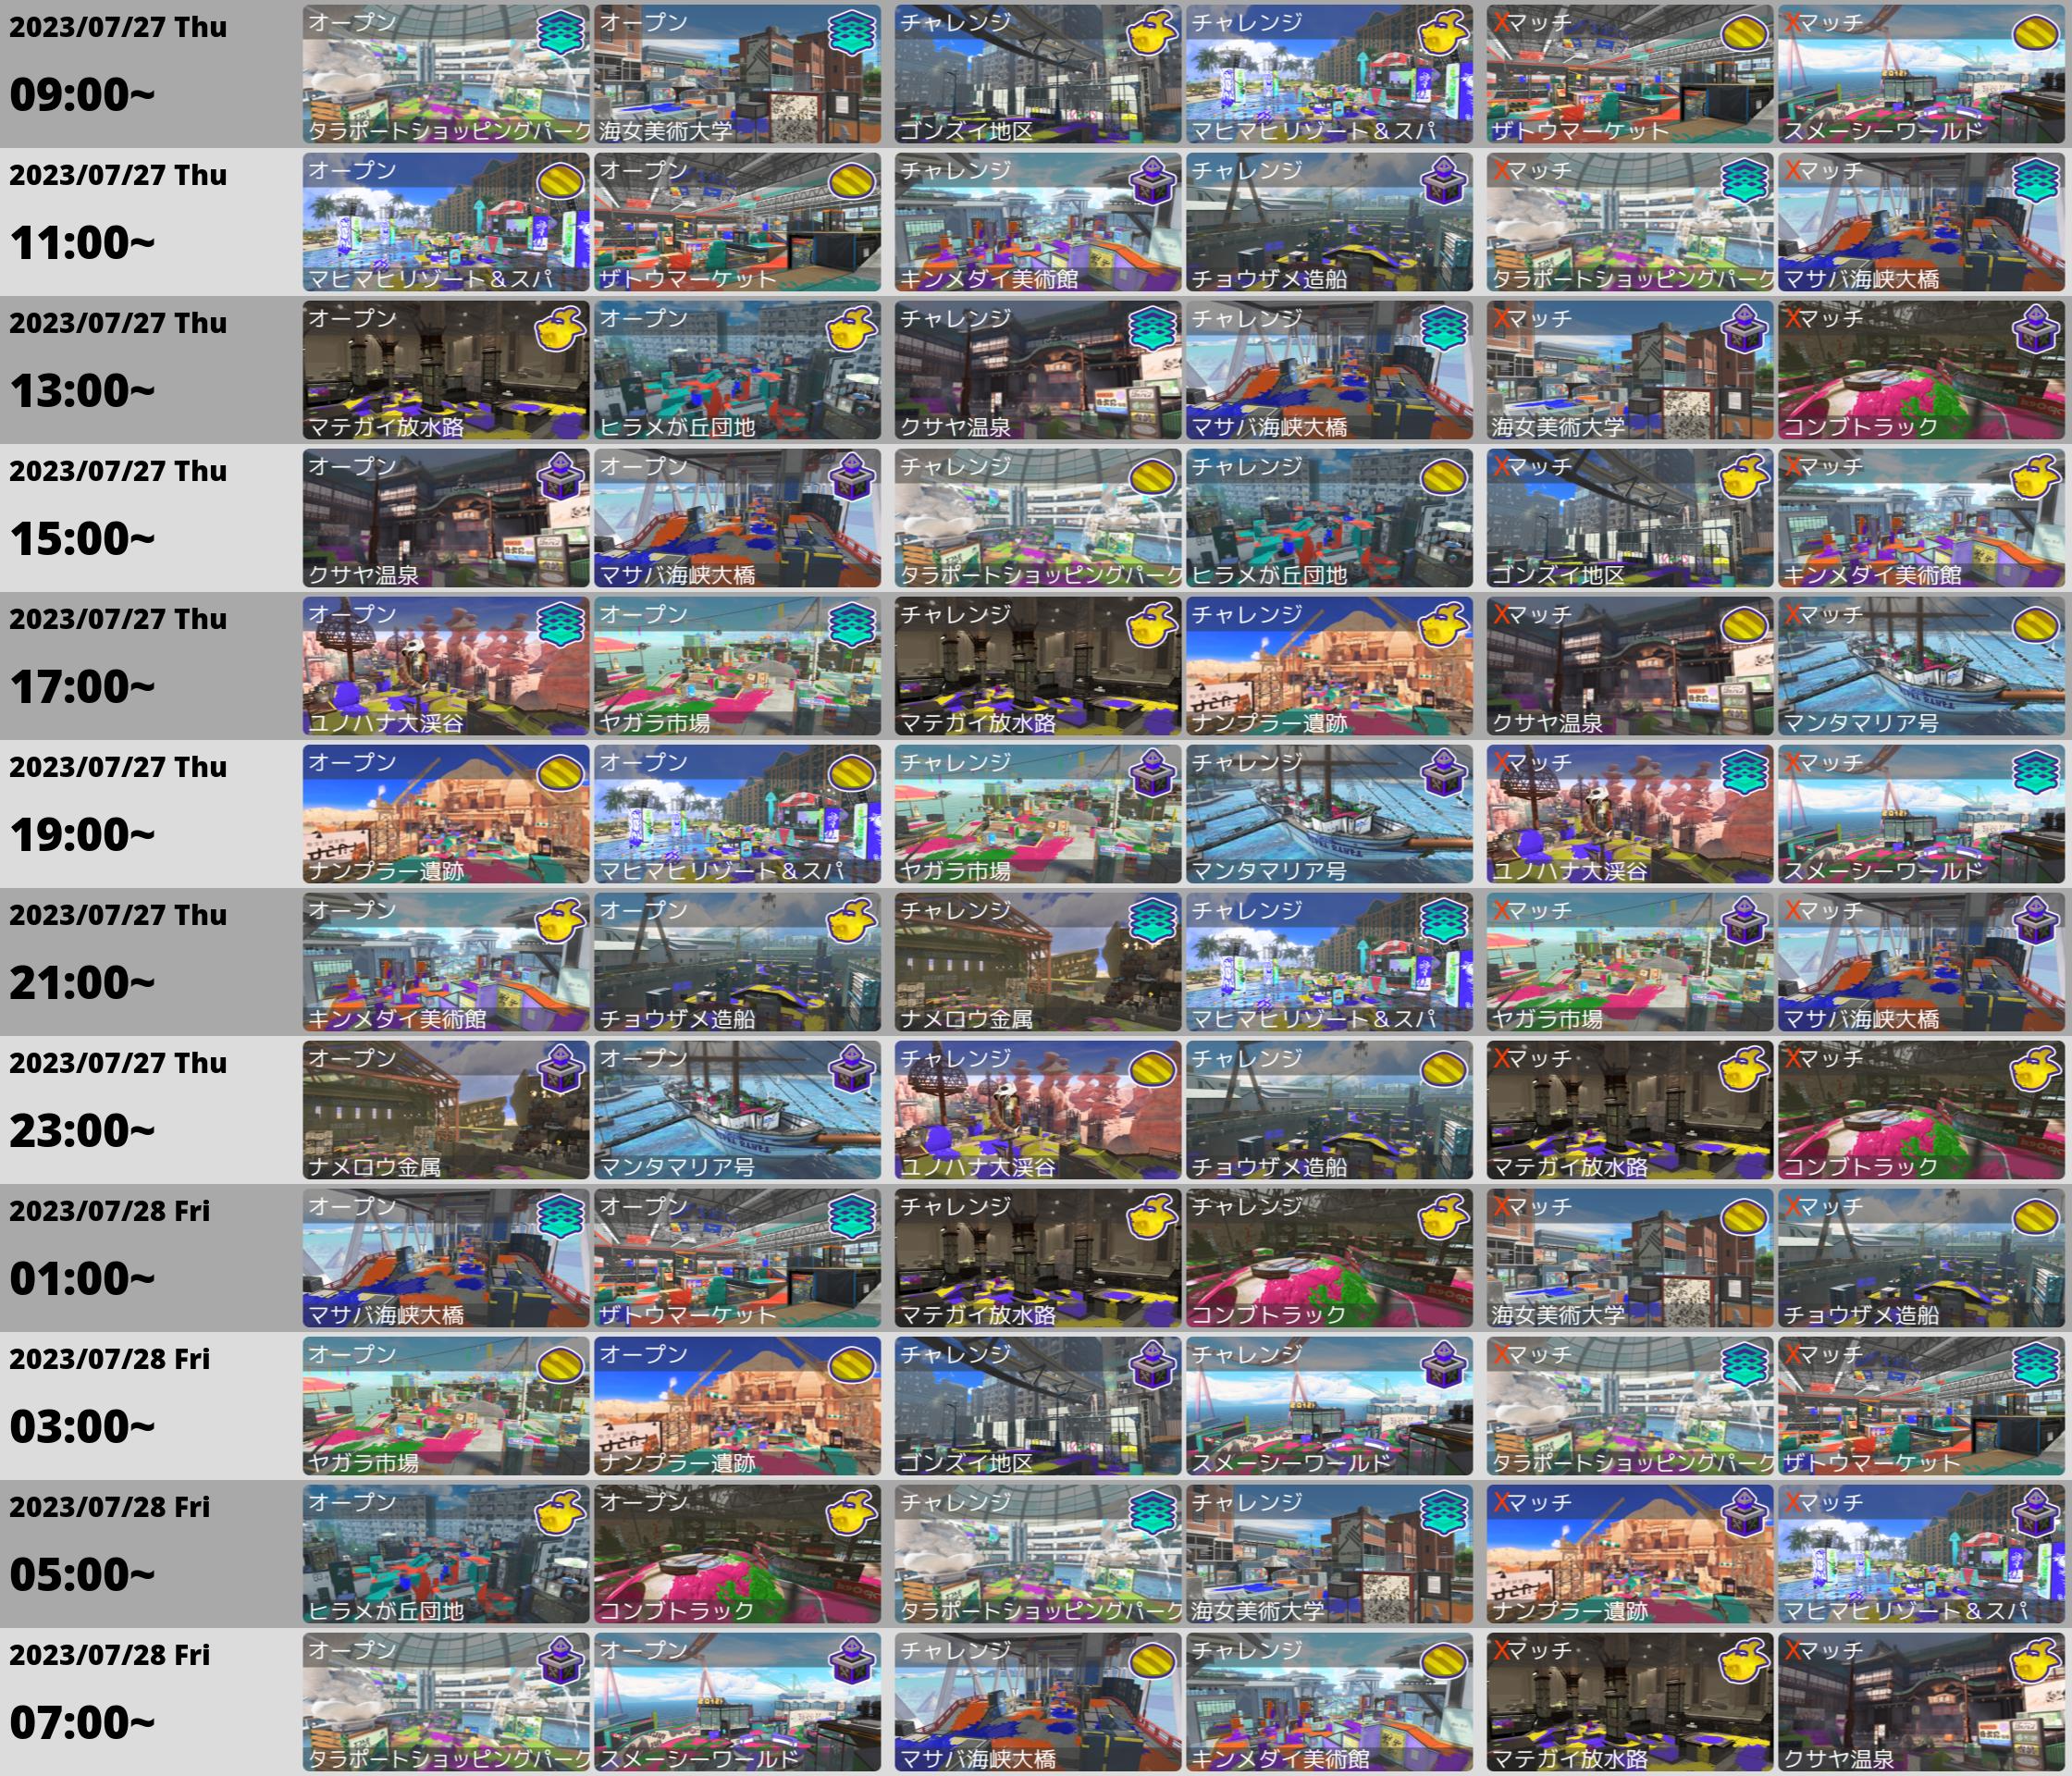 2023/07/27 Thu
09:00~
オープン オープン チャレンジ チャレンジ Xマッチ Xマッチ
タラポートショッピングパーク 海女美術大学 ゴンズイ地区 マヒマヒリゾート＆スパ ザトウマーケット スメーシーワールド
2023/07/27 Thu
11:00~
オープン オープン チャレンジ チャレンジ Xマッチ Xマッチ
マヒマヒリゾート＆スパ ザトウマーケット キンメダイ美術館 チョウザメ造船 タラポートショッピングパーク マサバ海峡大橋
2023/07/27 Thu
13:00~
オープン オープン チャレンジ チャレンジ Xマッチ Xマッチ
マテガイ放水路 ヒラメが丘団地 クサヤ温泉 マサバ海峡大橋 海女美術大学 コンブトラック
2023/07/27 Thu
15:00~
オープン オープン チャレンジ チャレンジ Xマッチ Xマッチ
クサヤ温泉 マサバ海峡大橋 タラポートショッピングパーク ヒラメが丘団地 ゴンズイ地区 キンメダイ美術館
2023/07/27 Thu
17:00~
オープン オープン チャレンジ チャレンジ Xマッチ Xマッチ
ユノハナ大渓谷 ヤガラ市場 マテガイ放水路 ナンプラー遺跡 クサヤ温泉 マンタマリア号
2023/07/27 Thu
19:00~
オープン オープン チャレンジ チャレンジ Xマッチ Xマッチ
ナンプラー遺跡 マヒマヒリゾート＆スパ ヤガラ市場 マンタマリア号 ユノハナ大渓谷 スメーシーワールド
2023/07/27 Thu
21:00~
オープン オープン チャレンジ チャレンジ Xマッチ Xマッチ
キンメダイ美術館 チョウザメ造船 ナメロウ金属 マヒマヒリゾート＆スパ ヤガラ市場 マサバ海峡大橋
2023/07/27 Thu
23:00~
オープン オープン チャレンジ チャレンジ Xマッチ Xマッチ
ナメロウ金属 マンタマリア号 ユノハナ大渓谷 チョウザメ造船 マテガイ放水路 コンブトラック
2023/07/28 Fri
01:00~
オープン オープン チャレンジ チャレンジ Xマッチ Xマッチ
マサバ海峡大橋 ザトウマーケット マテガイ放水路 コンブトラック 海女美術大学 チョウザメ造船
2023/07/28 Fri
03:00~
オープン オープン チャレンジ チャレンジ Xマッチ Xマッチ
ヤガラ市場 ナンプラー遺跡 ゴンズイ地区 スメーシーワールド タラポートショッピングパーク ザトウマーケット
2023/07/28 Fri
05:00~
オープン オープン チャレンジ チャレンジ Xマッチ Xマッチ
ヒラメが丘団地 コンブトラック タラポートショッピングパーク 海女美術大学 ナンプラー遺跡 マヒマヒリゾート＆スパ
2023/07/28 Fri
07:00~
オープン オープン チャレンジ チャレンジ Xマッチ Xマッチ
タラポートショッピングパーク スメーシーワールド マサバ海峡大橋 キンメダイ美術館 マテガイ放水路 クサヤ温泉